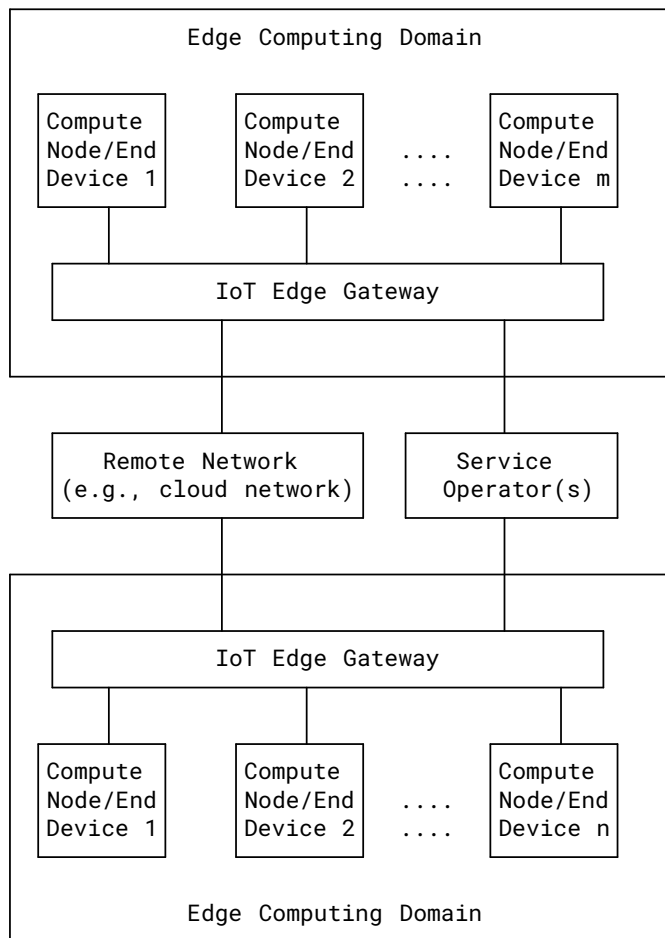 Edge Computing Domain
Compute
Node/End
Device 1
Compute
Node/End
Device 2
....
....
Compute
Node/End
Device m
IoT Edge Gateway
Remote Network
(e.g., cloud network)
Service
Operator(s)
IoT Edge Gateway
Compute
Node/End
Device 1
Compute
Node/End
Device 2
....
....
Compute
Node/End
Device n
Edge Computing Domain